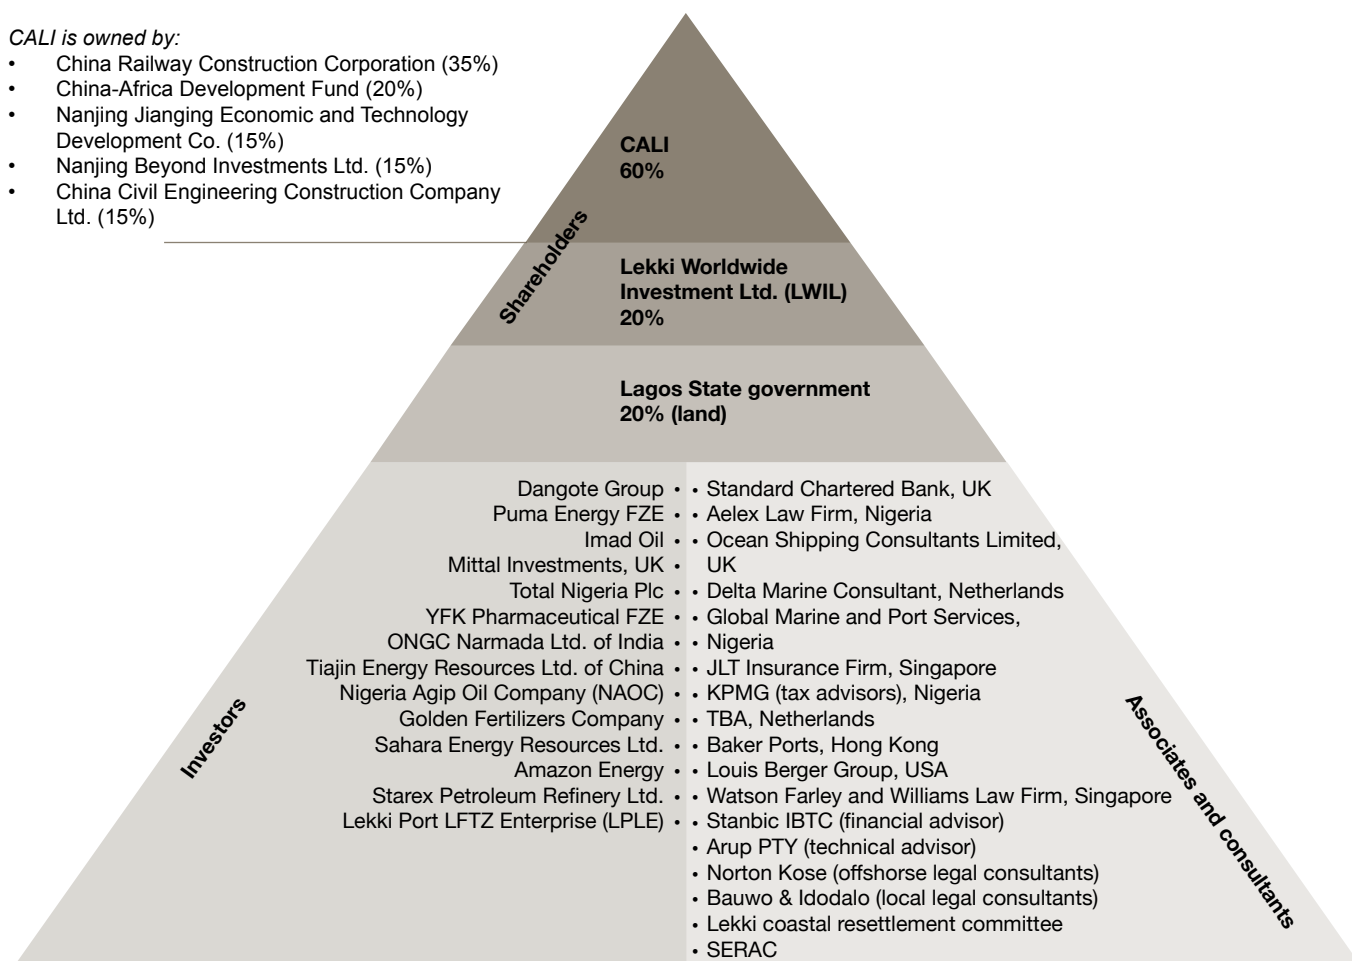 CALI is owned by:
• China Railway Construction Corporation (35%)
• China-Africa Development Fund (20%)
• Nanjing Jianging Economic and Technology
Development Co. (15%)
• Nanjing Beyond Investments Ltd. (15%)
• China Civil Engineering Construction Company
Ltd. (15%)
CALI
60%
Shareholders
Lekki Worldwide
Investment Ltd. (LWIL)
20%
Lagos State government
20% (land)
Investors
Dangote Group •
Puma Energy FZE •
Imad Oil •
Mittal Investments, UK •
Total Nigeria Plc •
YFK Pharmaceutical FZE •
ONGC Narmada Ltd. of India •
Tiajin Energy Resources Ltd. of China •
Nigeria Agip Oil Company (NAOC) •
Golden Fertilizers Company •
Sahara Energy Resources Ltd. •
Amazon Energy •
Starex Petroleum Refinery Ltd. •
Lekki Port LFTZ Enterprise (LPLE) •
• Standard Chartered Bank, UK
• Aelex Law Firm, Nigeria
• Ocean Shipping Consultants Limited,
UK
• Delta Marine Consultant, Netherlands
• Global Marine and Port Services,
• Nigeria
• JLT Insurance Firm, Singapore
• KPMG (tax advisors), Nigeria
• TBA, Netherlands
• Baker Ports, Hong Kong
• Louis Berger Group, USA
• Watson Farley and Williams Law Firm, Singapore
• Stanbic IBTC (financial advisor)
• Arup PTY (technical advisor)
• Norton Kose (offshorse legal consultants)
• Bauwo & Idodalo (local legal consultants)
• Lekki coastal resettlement committee
• SERAC
Associates and consultants